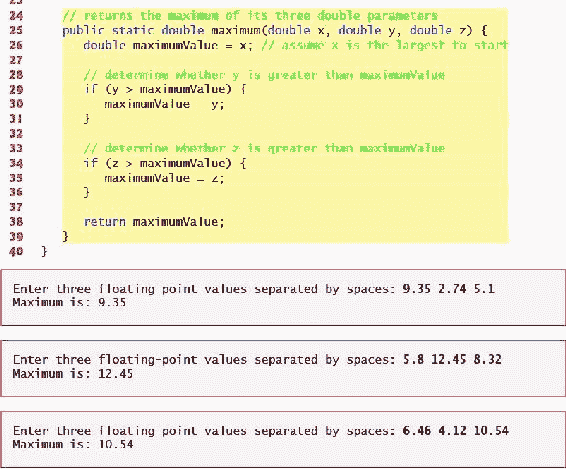 24 // returns the maximum of its three double parameters
25 public static double maximum(double x, double y, double z) {
26 double maximumValue = x; // assume x is the largest to start
27
28 // determine whether y is greater than maximumValue
29 if (y > maximumValue) {
30 maximumValue = y;
31 }
32
33 // determine whether z is greater than maximumValue
34 if (z > maximumValue) {
35 maximumValue = z;
36 }
37
38 return maximumValue;
39 }
40 }
Enter three floating point values separated by spaces: 9.35 2.74 5.1
Maximum is: 9.35
Enter three floating-point values separated by spaces: 5.8 12.45 8.32
Maximum is: 12.45
Enter three floating point values separated by spaces: 6.46 4.12 10.54
Maximum is: 10.54